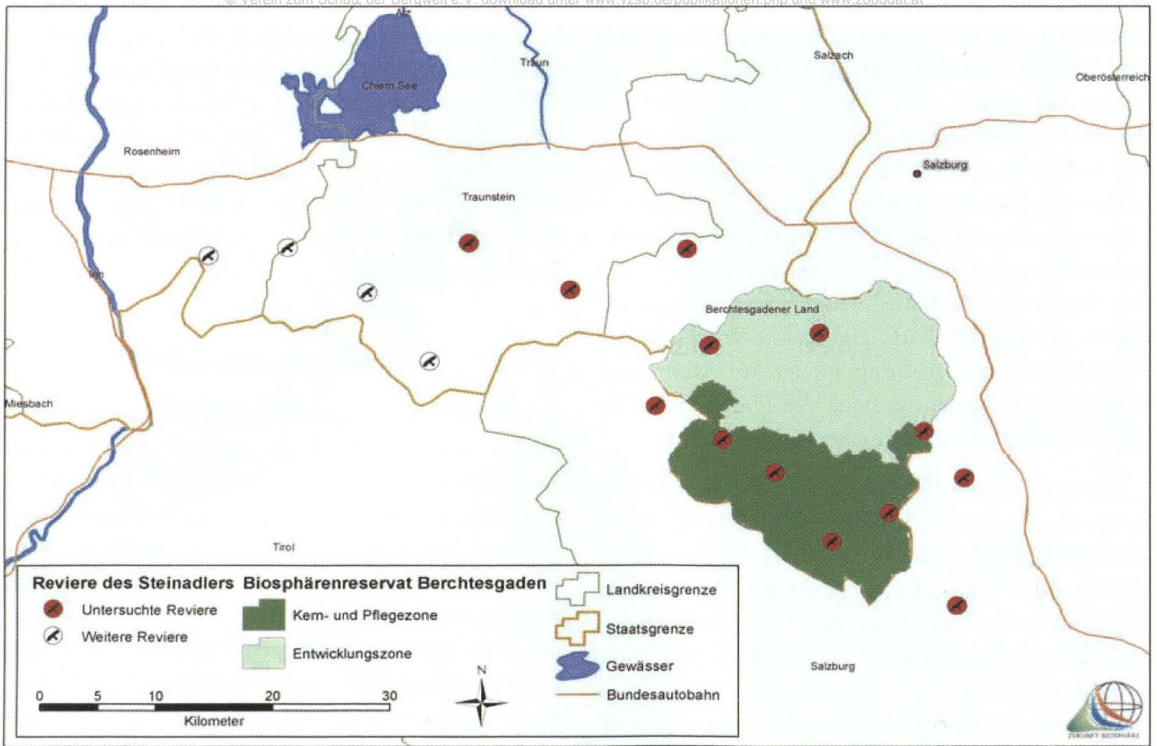 © Verein zum Schutz der Bergwelt e.V. download unter www.vzsb.de/publikationen.php und www.zobodat.at
Alz
Salzach
Traun
Oberösterreich
Chiem See
Rosenheim
Salzburg
Traunstein
Inn
Berchtesgadener Land
Miesbach
Tirol
Salzburg
Reviere des Steinadlers
Untersuchte Reviere
Weitere Reviere
Biosphärenreservat Berchtesgaden
Kern- und Pflegezone
Entwicklungszone
Landkreisgrenze
Staatsgrenze
Gewässer
Bundesautobahn
0 5 10 20 30
Kilometer
N
ZUKUNFT BIOSPHÄRE